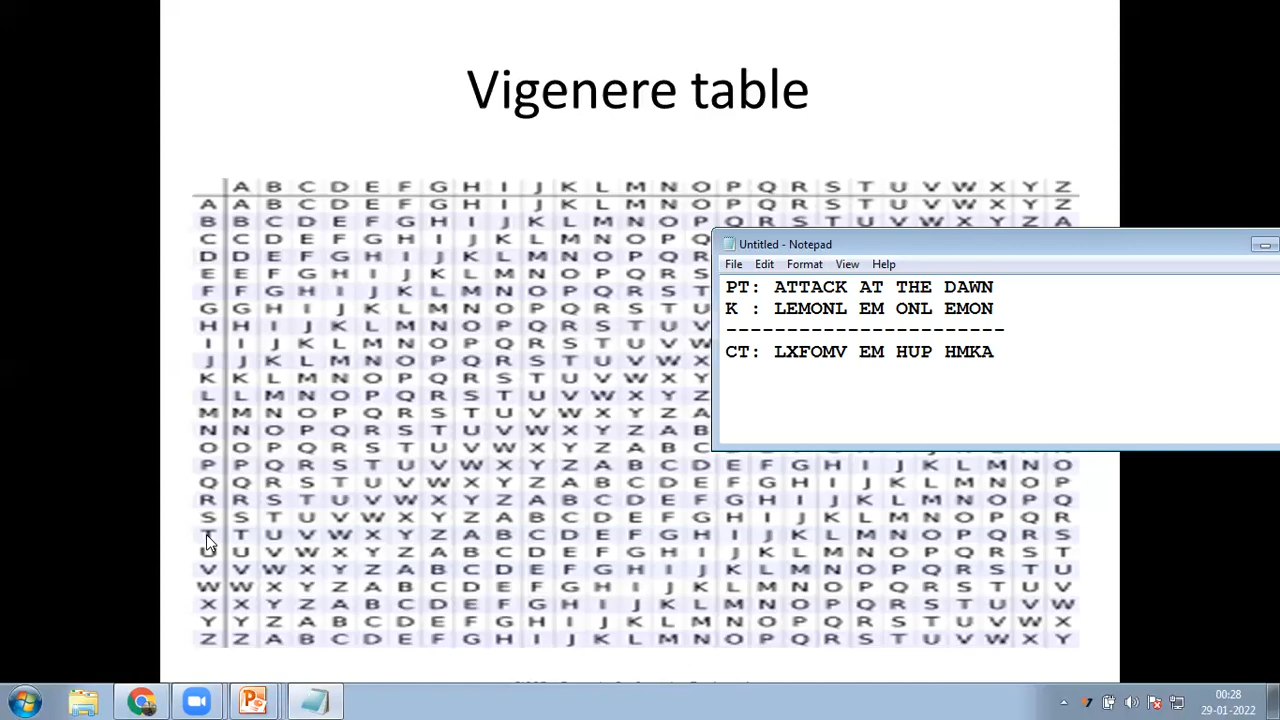 Vigenere table
A B C D E F G H I J K L M N O P Q R S T U V W X Y Z
A A B C D E F G H I J K L M N O P Q R S T U V W X Y Z
B B C D E F G H I J K L M N O P Q R S T U V W X Y Z A
C C D E F G H I J K L M N O P Q
D D E F G H I J K L M N O P Q R
E E F G H I J K L M N O P Q R S
F F G H I J K L M N O P Q R S T
G G H I J K L M N O P Q R S T U
H H I J K L M N O P Q R S T U V
I I J K L M N O P Q R S T U V W
J J K L M N O P Q R S T U V W X
K K L M N O P Q R S T U V W X Y
L L M N O P Q R S T U V W X Y Z
M M N O P Q R S T U V W X Y Z A
N N O P Q R S T U V W X Y Z A B
O O P Q R S T U V W X Y Z A B C
P P Q R S T U V W X Y Z A B C D E F G H I J K L M N O
Q Q R S T U V W X Y Z A B C D E F G H I J K L M N O P
R R S T U V W X Y Z A B C D E F G H I J K L M N O P Q
S S T U V W X Y Z A B C D E F G H I J K L M N O P Q R
T T U V W X Y Z A B C D E F G H I J K L M N O P Q R S
U U V W X Y Z A B C D E F G H I J K L M N O P Q R S T
V V W X Y Z A B C D E F G H I J K L M N O P Q R S T U
W W X Y Z A B C D E F G H I J K L M N O P Q R S T U V
X X Y Z A B C D E F G H I J K L M N O P Q R S T U V W
Y Y Z A B C D E F G H I J K L M N O P Q R S T U V W X
Z Z A B C D E F G H I J K L M N O P Q R S T U V W X Y
Untitled - Notepad
File Edit Format View Help
PT: ATTACK AT THE DAWN
K : LEMONL EM ONL EMON
-----------------------
CT: LXFOMV EM HUP HMKA
00:28
29-01-2022